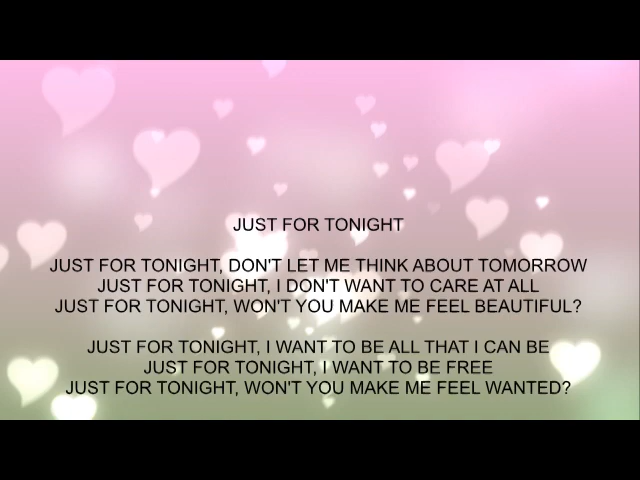 JUST FOR TONIGHT
JUST FOR TONIGHT, DON'T LET ME THINK ABOUT TOMORROW
JUST FOR TONIGHT, I DON'T WANT TO CARE AT ALL
JUST FOR TONIGHT, WON'T YOU MAKE ME FEEL BEAUTIFUL?
JUST FOR TONIGHT, I WANT TO BE ALL THAT I CAN BE
JUST FOR TONIGHT, I WANT TO BE FREE
JUST FOR TONIGHT, WON'T YOU MAKE ME FEEL WANTED?